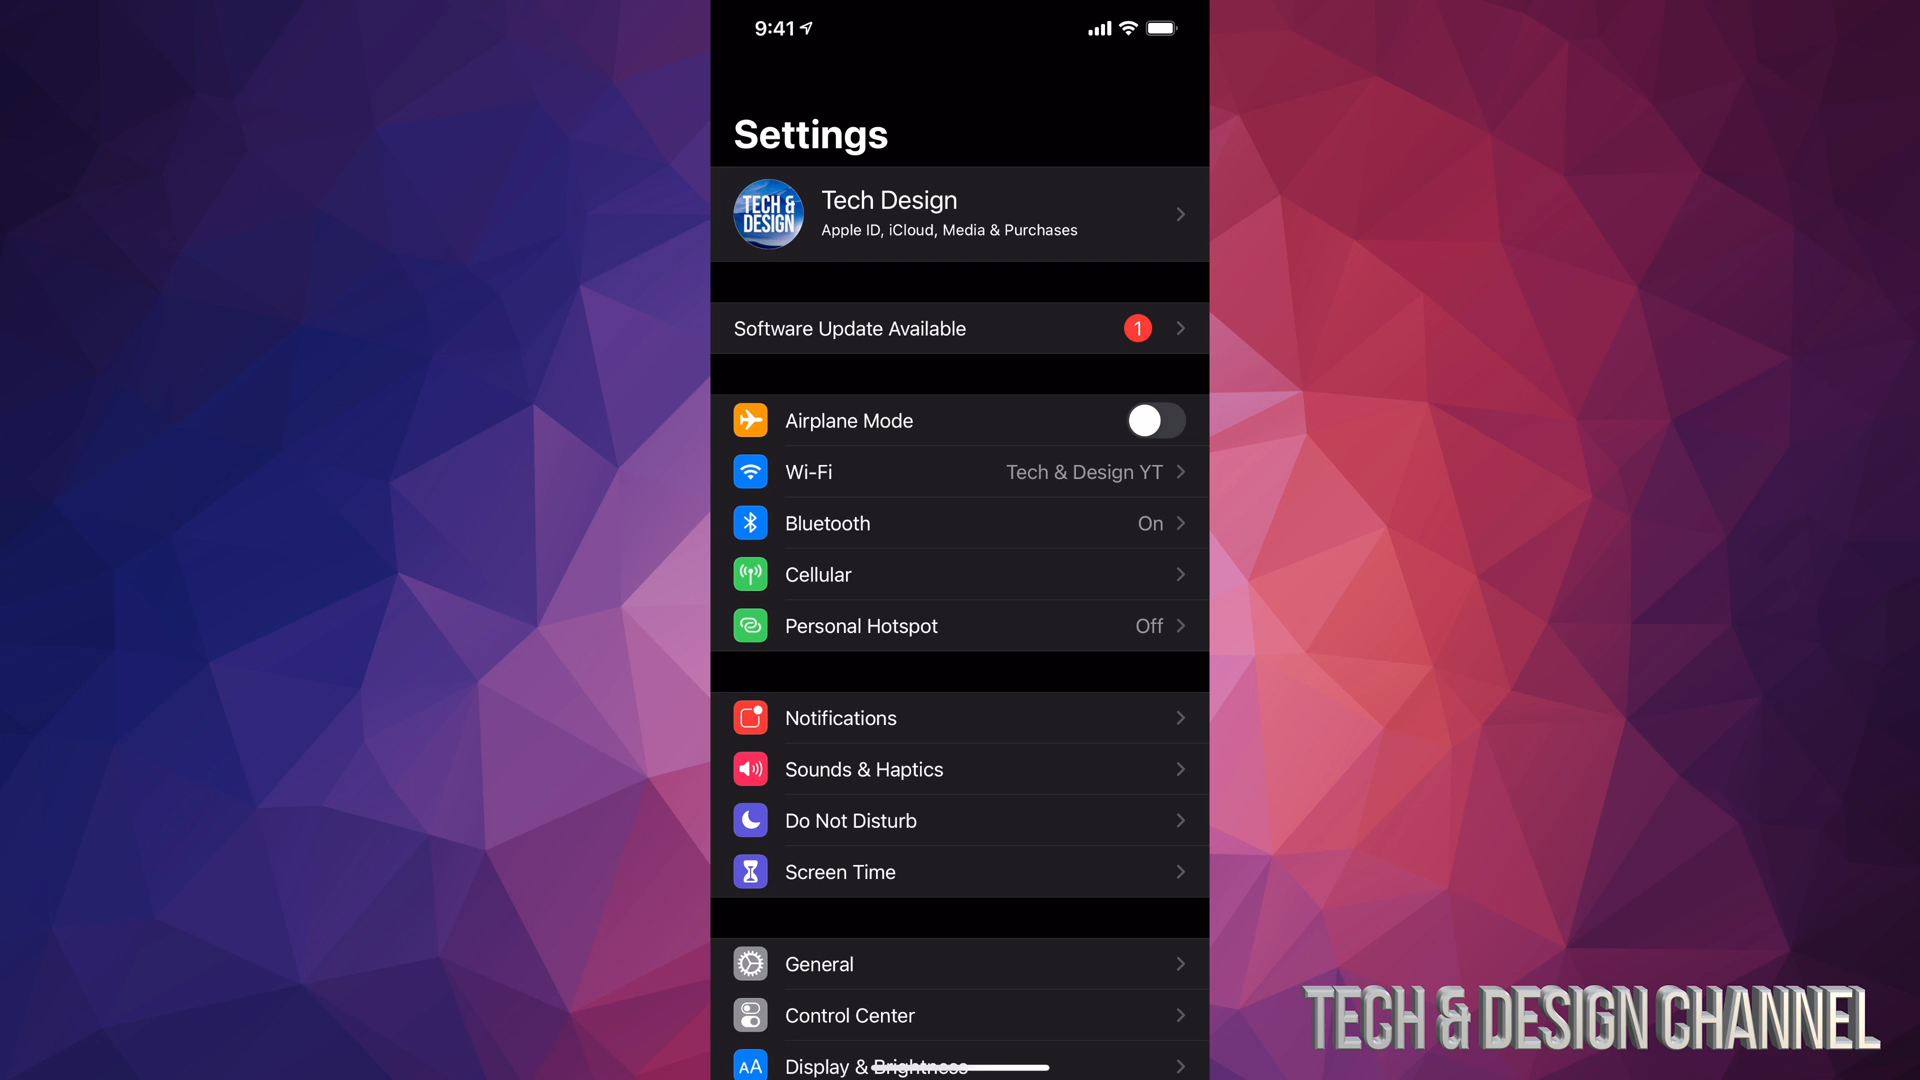 9:41
Settings
TECH &
DESIGN
Tech Design
Apple ID, iCloud, Media & Purchases
Software Update Available 1
Airplane Mode
Wi-Fi Tech & Design YT
Bluetooth On
Cellular
Personal Hotspot Off
Notifications
Sounds & Haptics
Do Not Disturb
Screen Time
General
Control Center
AA Display & Brightness
TECH & DESIGN CHANNEL